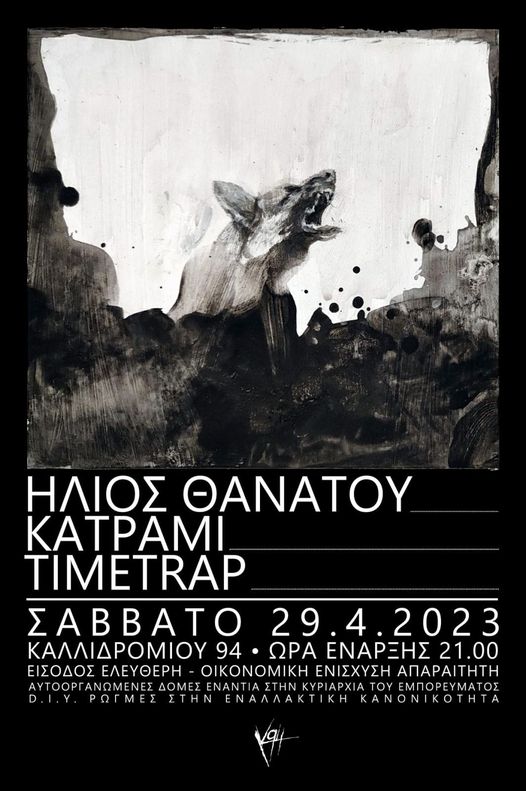 ΗΛΙΟΣ ΘΑΝΑΤΟΥ
ΚΑΤΡΑΜΙ
TIMETRAP
ΣΑΒΒΑΤΟ 29.4.2023
ΚΑΛΛΙΔΡΟΜΙΟΥ 94 • ΩΡΑ ΕΝΑΡΞΗΣ 21.00
ΕΙΣΟΔΟΣ ΕΛΕΥΘΕΡΗ - ΟΙΚΟΝΟΜΙΚΗ ΕΝΙΣΧΥΣΗ ΑΠΑΡΑΙΤΗΤΗ
ΑΥΤΟΟΡΓΑΝΩΜΕΝΕΣ ΔΟΜΕΣ ΕΝΑΝΤΙΑ ΣΤΗΝ ΚΥΡΙΑΡΧΙΑ ΤΟΥ ΕΜΠΟΡΕΥΜΑΤΟΣ
D.I.Y. ΡΩΓΜΕΣ ΣΤΗΝ ΕΝΑΛΛΑΚΤΙΚΗ ΚΑΝΟΝΙΚΟΤΗΤΑ